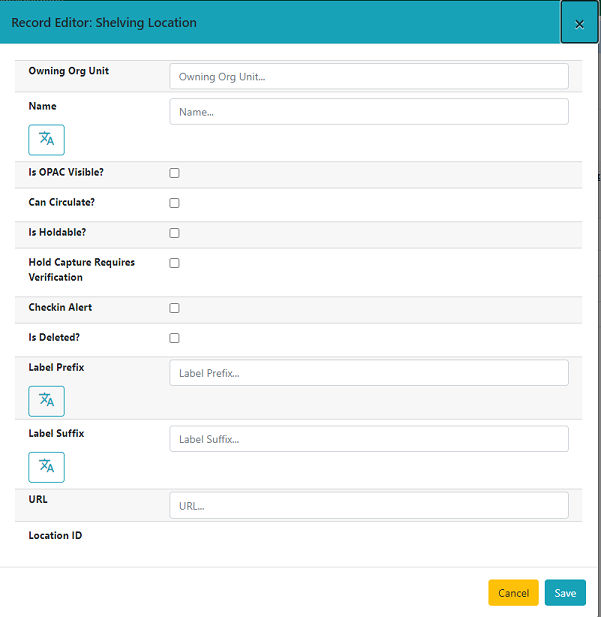 Record Editor: Shelving Location
×
Owning Org Unit
Owning Org Unit...
Name
Name...
Is OPAC Visible?
Can Circulate?
Is Holdable?
Hold Capture Requires
Verification
Checkin Alert
Is Deleted?
Label Prefix
Label Prefix...
Label Suffix
Label Suffix...
URL
URL...
Location ID
Cancel
Save